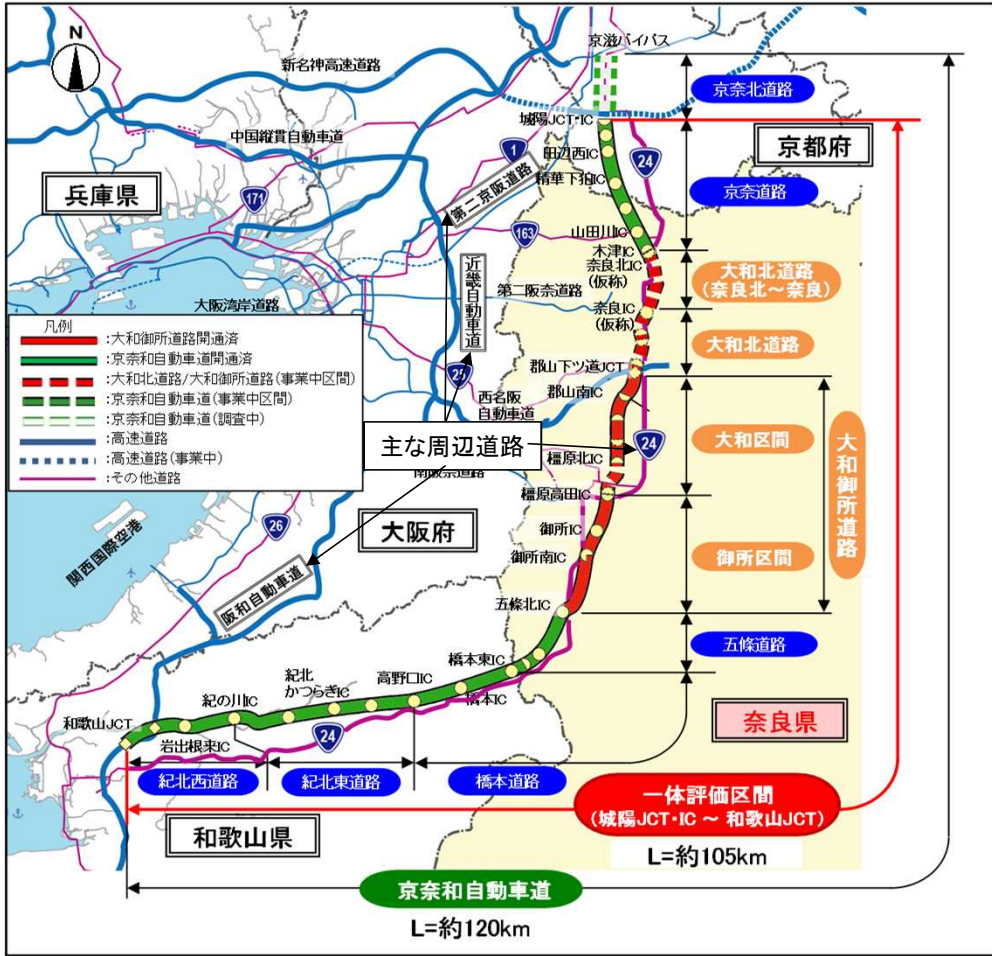 N
京滋バイパス
新名神高速道路
京奈北道路
城陽JCT・IC
中国縦貫自動車道
田辺西IC
1
24
京都府
精華下狛IC
兵庫県
171
第二京阪道路
京奈道路
163
山田川IC
木津IC
奈良北IC
(仮称)
大和北道路
(奈良北～奈良)
近畿自動車道
第二阪奈道路
大阪湾岸道路
奈良IC
(仮称)
大和北道路
凡例
:大和御所道路開通済
:京奈和自動車道開通済
:大和北道路/大和御所道路(事業中区間)
:京奈和自動車道(事業中区間)
:京奈和自動車道(調査中)
:高速道路
:高速道路(事業中)
:その他道路
郡山下ツ道JCT
25
西名阪
自動車道
郡山南IC
主な周辺道路
24
大和区間
橿原北IC
南阪奈道路
橿原高田IC
大和御所道路
26
大阪府
関西国際空港
御所IC
御所南IC
御所区間
阪和自動車道
五條北IC
五條道路
橋本東IC
紀北
かつらぎIC
高野口IC
紀の川IC
橋本IC
和歌山JCT
岩出根来IC
24
奈良県
紀北西道路
紀北東道路
橋本道路
一体評価区間
(城陽JCT・IC ～ 和歌山JCT)
和歌山県
L=約105km
京奈和自動車道
L=約120km